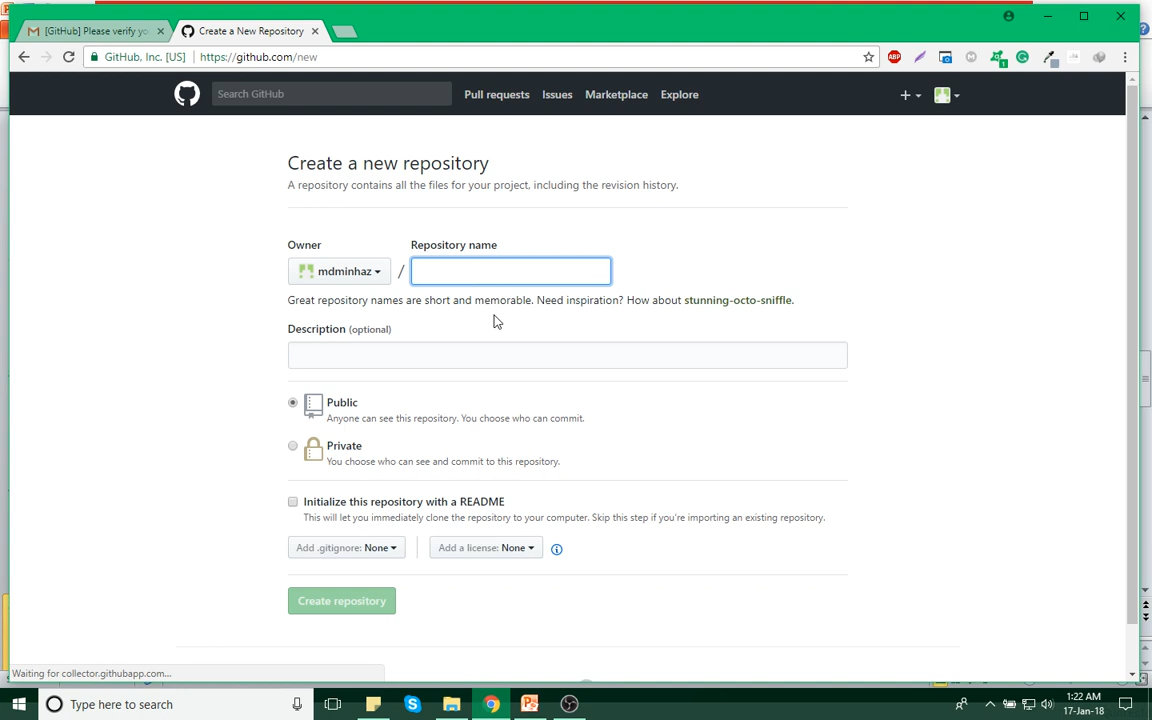 [GitHub] Please verify yo
Create a New Repository
GitHub, Inc. [US]
https://github.com/new
ABP
1
Search GitHub
Pull requests
Issues
Marketplace
Explore
Create a new repository
A repository contains all the files for your project, including the revision history.
Owner
Repository name
mdminhaz
/
Great repository names are short and memorable. Need inspiration? How about stunning-octo-sniffle.
Description (optional)
Public
Anyone can see this repository. You choose who can commit.
Private
You choose who can see and commit to this repository.
Initialize this repository with a README
This will let you immediately clone the repository to your computer. Skip this step if you're importing an existing repository.
Add .gitignore: None
Add a license: None
Create repository
Waiting for collector.githubapp.com...
Type here to search
1:22 AM
17-Jan-18